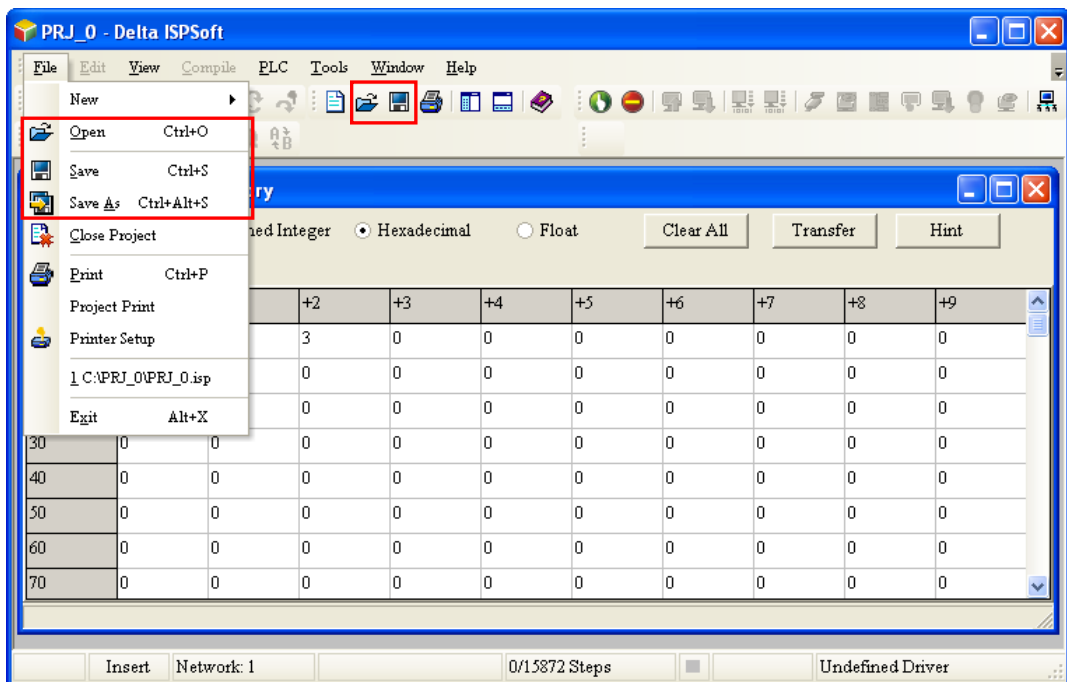 PRJ_0 - Delta ISPSoft
File Edit View Compile PLC Tools Window Help
New
Open Ctrl+O
Save Ctrl+S
Save As Ctrl+Alt+S
Close Project
Print Ctrl+P
Project Print
Printer Setup
1 C:\PRJ_0\PRJ_0.isp
Exit Alt+X
ry
ned Integer Hexadecimal Float Clear All Transfer Hint
+2 +3 +4 +5 +6 +7 +8 +9
3 0 0 0 0 0 0 0
0 0 0 0 0 0 0 0
0 0 0 0 0 0 0 0
30 0 0 0 0 0 0 0 0 0 0
40 0 0 0 0 0 0 0 0 0 0
50 0 0 0 0 0 0 0 0 0 0
60 0 0 0 0 0 0 0 0 0 0
70 0 0 0 0 0 0 0 0 0 0
Insert Network: 1 0/15872 Steps Undefined Driver